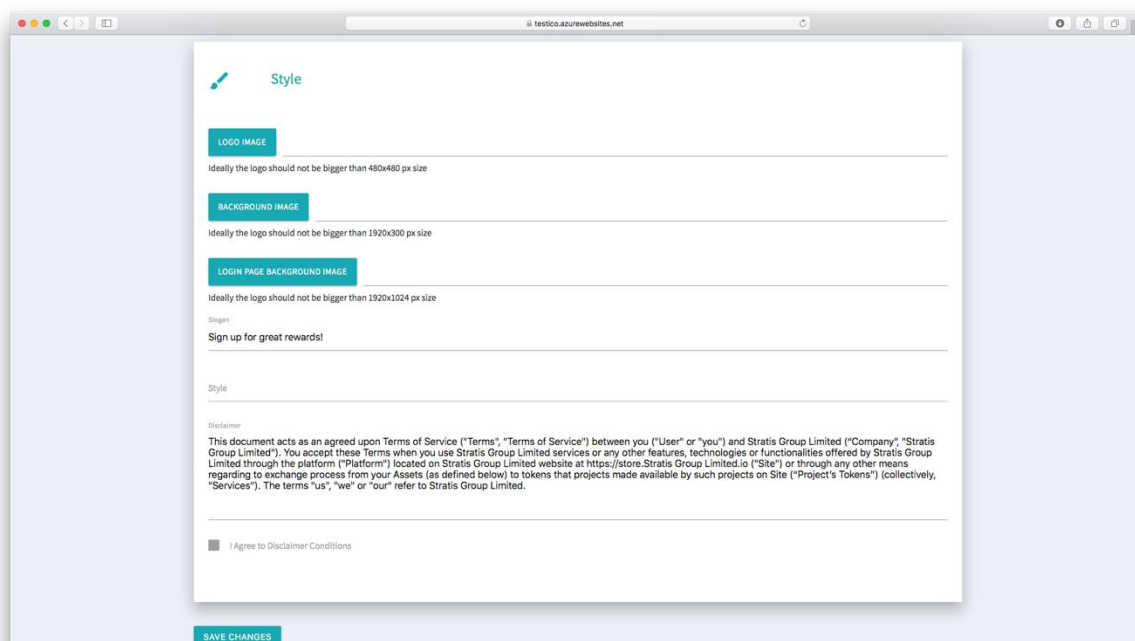 testico.azurewebsites.net
Style
LOGO IMAGE
Ideally the logo should not be bigger than 480x480 px size
BACKGROUND IMAGE
Ideally the logo should not be bigger than 1920x300 px size
LOGIN PAGE BACKGROUND IMAGE
Ideally the logo should not be bigger than 1920x1024 px size
Slogan
Sign up for great rewards!
Style
Disclaimer
This document acts as an agreed upon Terms of Service ("Terms", "Terms of Service") between you ("User" or "you") and Stratis Group Limited ("Company", "Stratis
Group Limited"). You accept these Terms when you use Stratis Group Limited services or any other features, technologies or functionalities offered by Stratis Group
Limited through the platform ("Platform") located on Stratis Group Limited website at https://store.Stratis Group Limited.io ("Site") or through any other means
regarding to exchange process from your Assets (as defined below) to tokens that projects made available by such projects on Site ("Project's Tokens") (collectively,
"Services"). The terms "us", "we" or "our" refer to Stratis Group Limited.
I Agree to Disclaimer Conditions
SAVE CHANGES